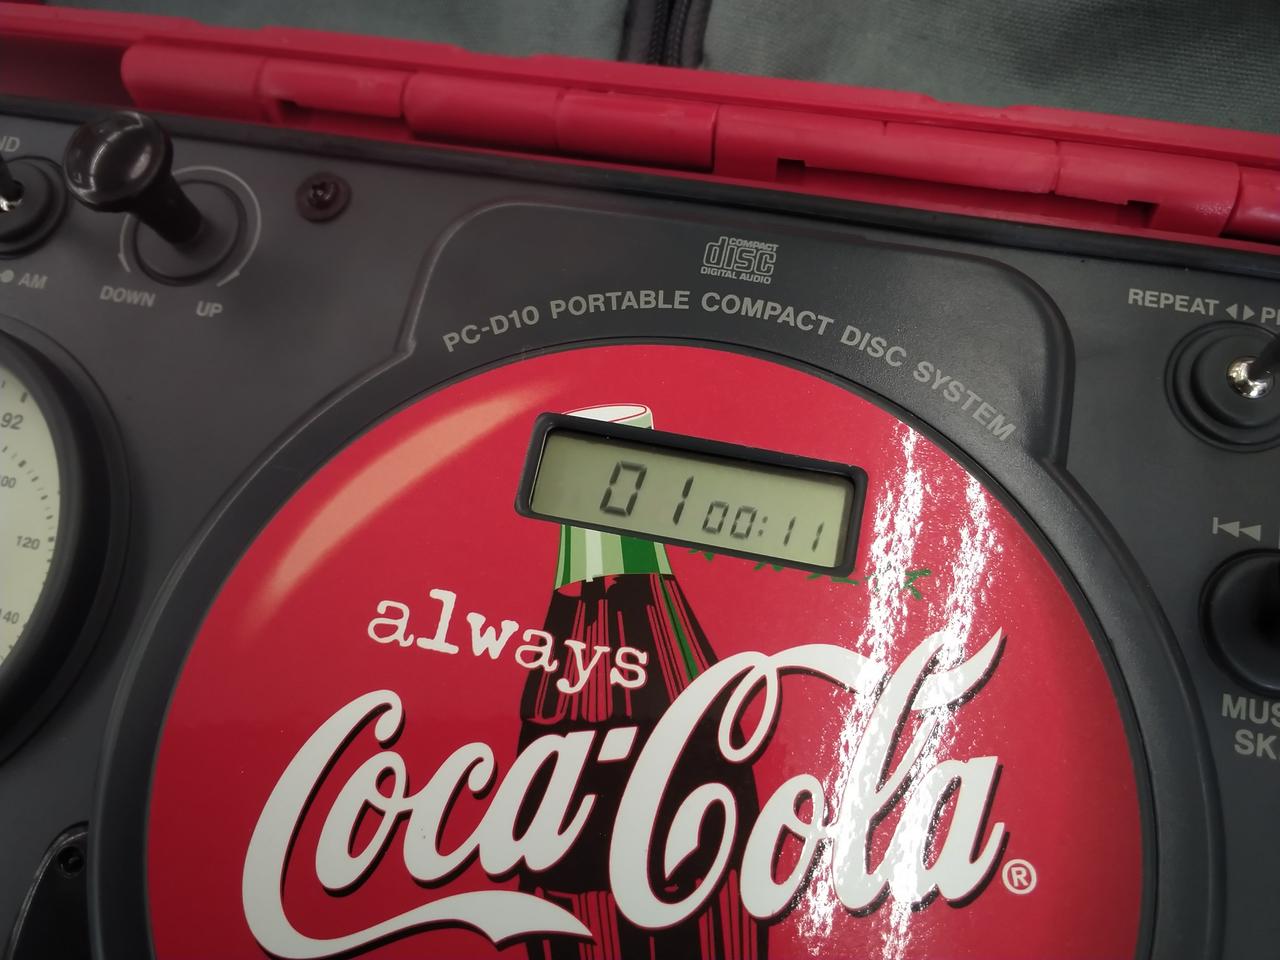 AM
DOWN
UP
COMPACT
disc
DIGITAL AUDIO
PC-D10 PORTABLE COMPACT DISC SYSTEM
REPEAT
92
120
01 00:11
always
Coca-Cola®